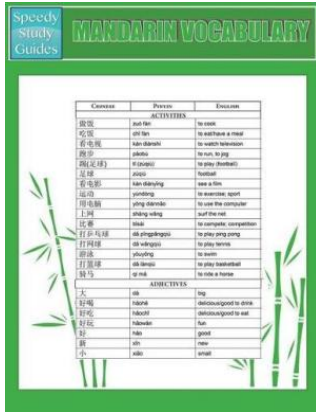 Speedy
Study
Guides
MANDARIN VOCABULARY
CHINESE PINYIN ENGLISH
ACTIVITIES
做饭 zuò fàn to cook
吃饭 chī fàn to eat/have a meal
看电视 kàn diànshì to watch television
跑步 pǎobù to run, to jog
踢(足球) tī (zúqiú) to play (football)
足球 zúqiú football
看电影 kàn diànyǐng see a film
运动 yùndòng to exercise; sport
用电脑 yòng diànnǎo to use the computer
上网 shàng wǎng surf the net
比赛 bǐsài to compete; competition
打乒乓球 dǎ pīngpāngqiú to play ping pong
打网球 dǎ wǎngqiú to play tennis
游泳 yóuyǒng to swim
打篮球 dǎ lánqiú to play basketball
骑马 qí mǎ to ride a horse
ADJECTIVES
大 dà big
好喝 hǎohē delicious/good to drink
好吃 hǎochī delicious/good to eat
好玩 hǎowán fun
好 hǎo good
新 xīn new
小 xiǎo small